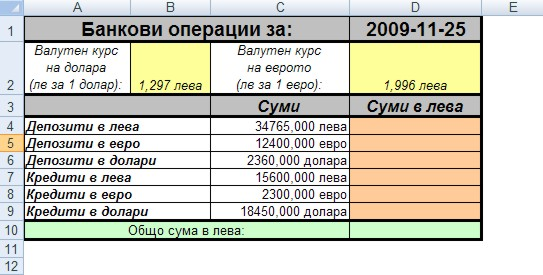 A B C D E
1 Банкови операции за: 2009-11-25
Валутен курс на долара (лв за 1 долар): 1,297 лева Валутен курс на еврото (лв за 1 евро): 1,996 лева
2
3 Суми Суми в лева
4 Депозити в лева 34765,000 лева
5 Депозити в евро 12400,000 евро
6 Депозити в долари 2360,000 долара
7 Кредити в лева 15600,000 лева
8 Кредити в евро 2300,000 евро
9 Кредити в долари 18450,000 долара
10 Общо сума в лева:
11
12